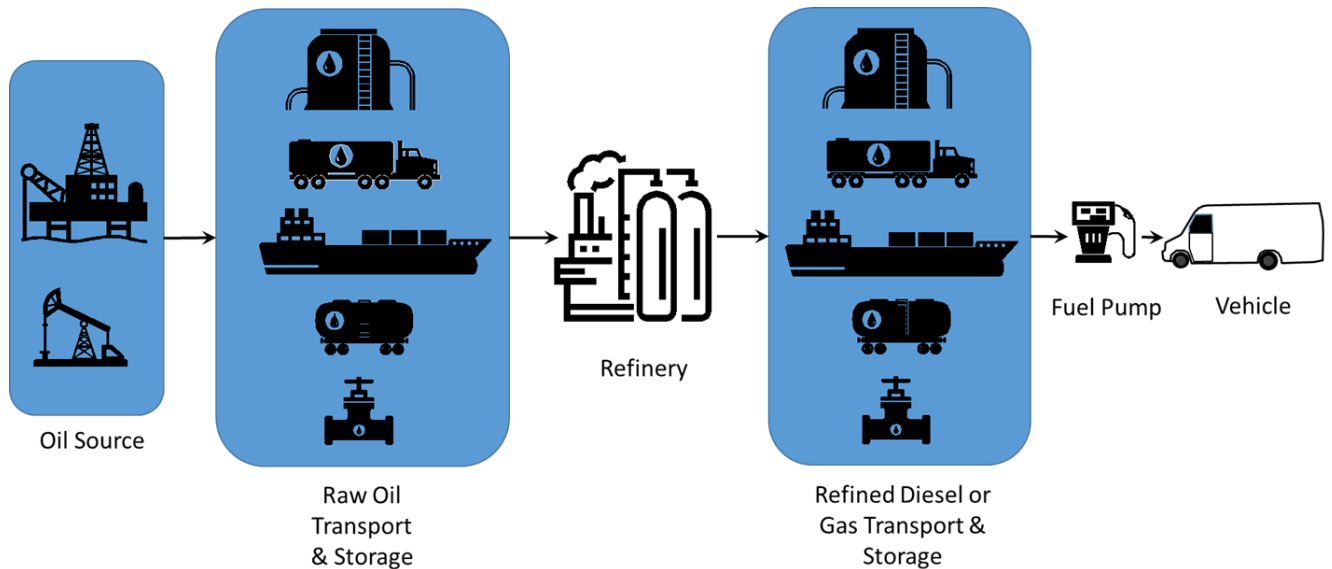 Oil Source
Raw Oil
Transport
& Storage
Refinery
Refined Diesel or
Gas Transport &
Storage
Fuel Pump
Vehicle